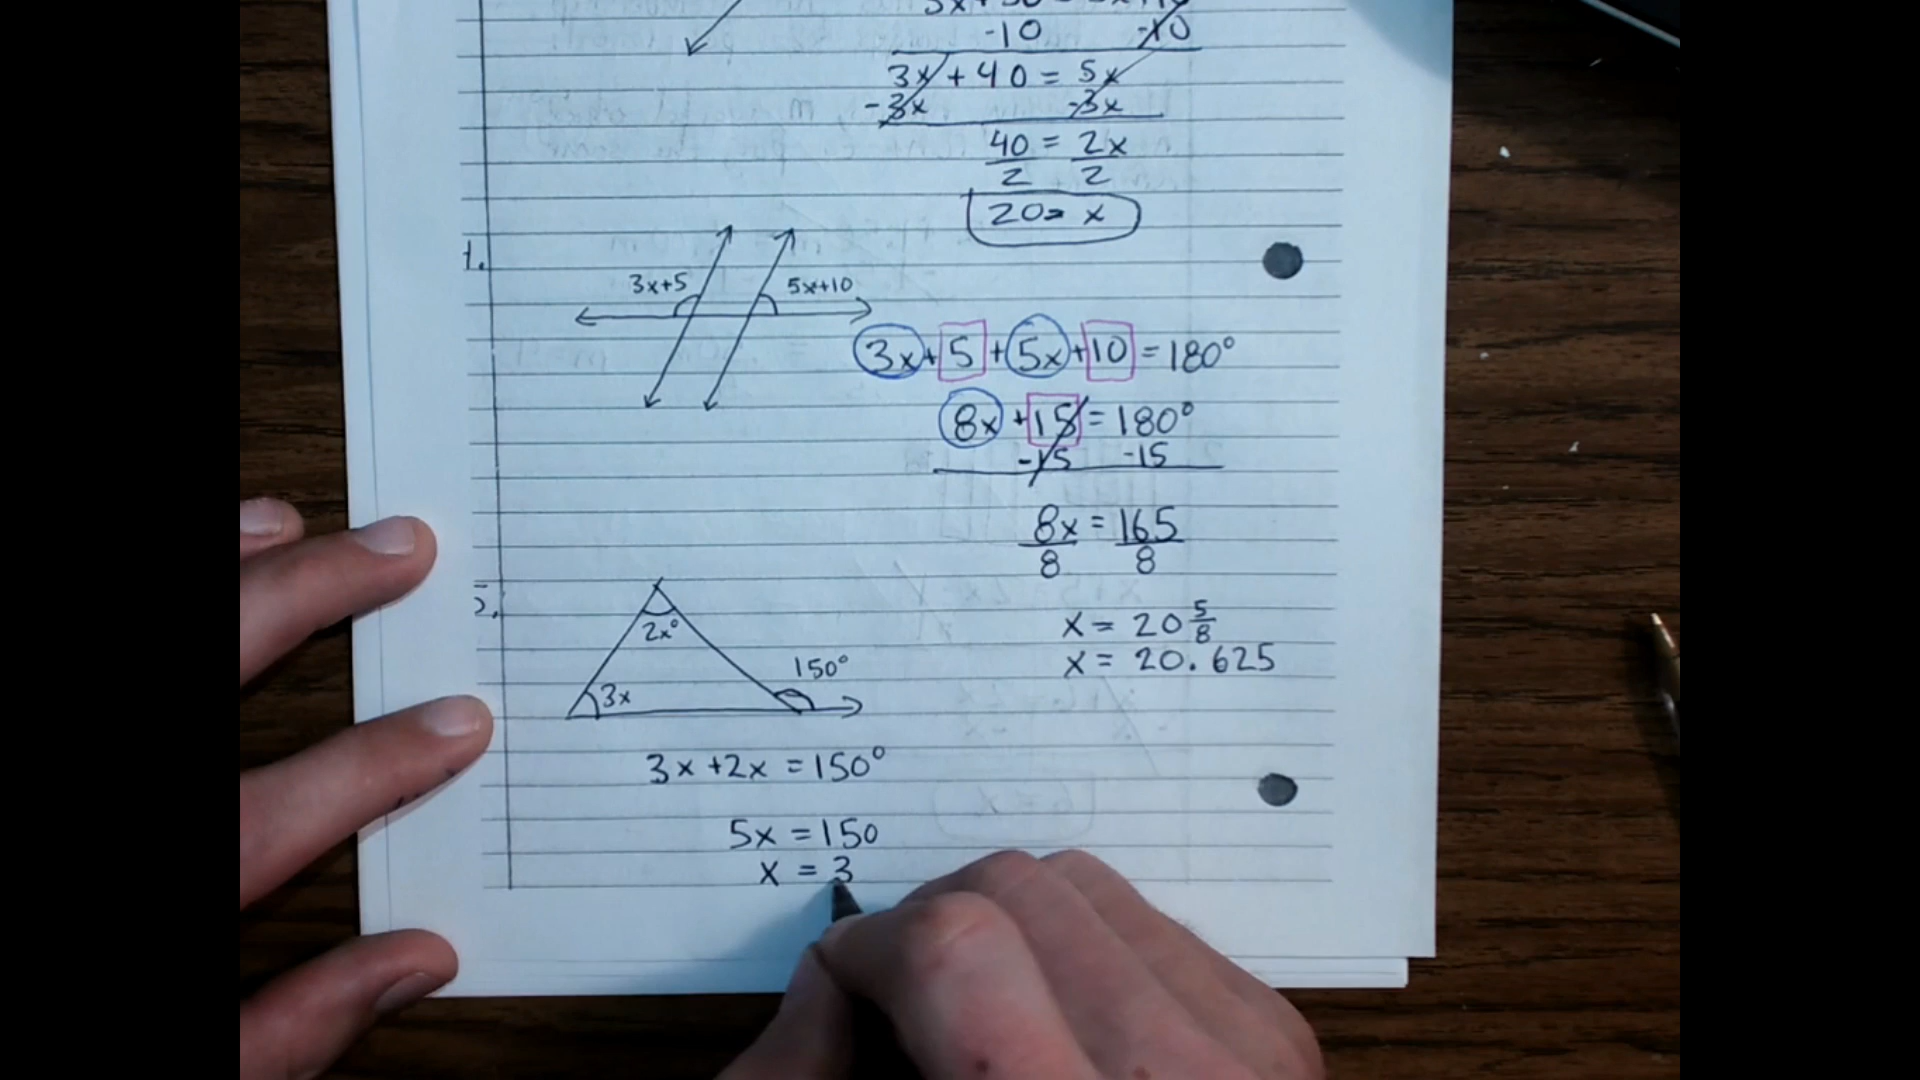 -10 -10
3x + 40 = 5x
-3x -3x
40 = 2x
2 2
20 = x
1.
3x+5
5x+10
3x + 5 + 5x + 10 = 180°
8x + 15 = 180°
-15 -15
8x = 165
8 8
2x°
3x
150°
x = 20 5/8
x = 20.625
3x + 2x = 150°
5x = 150
x = 3